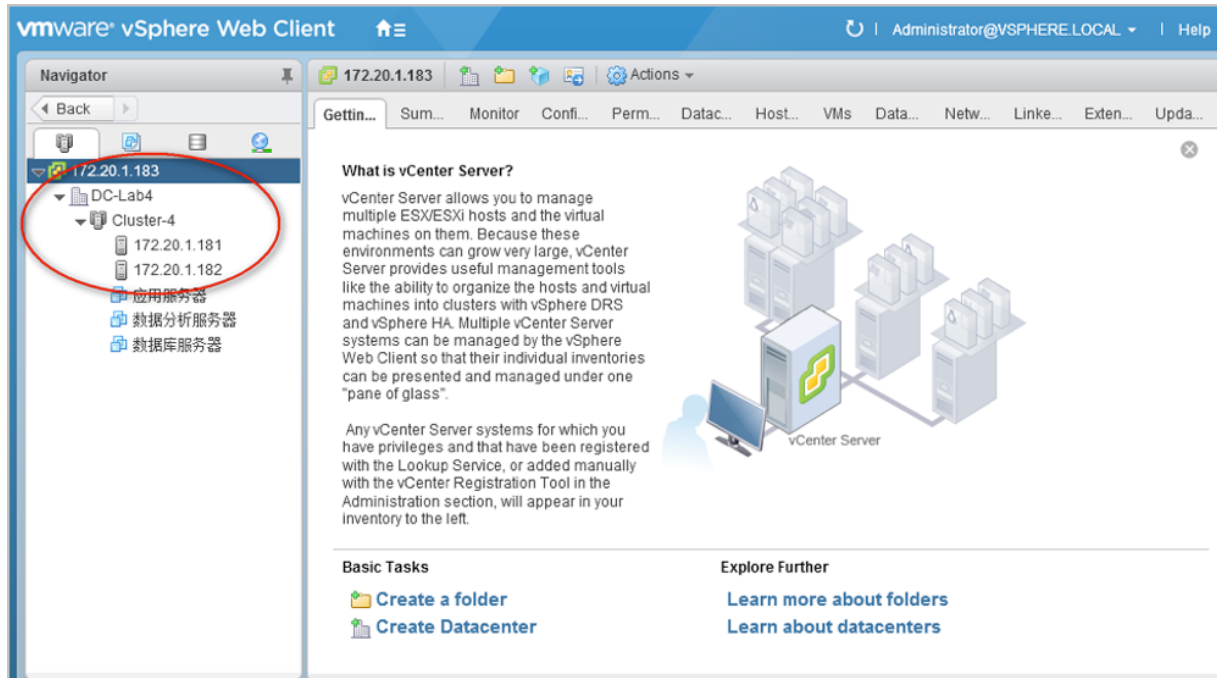 vmware® vSphere Web Client
Administrator@VSPHERE.LOCAL
Help
Navigator
Back
172.20.1.183
DC-Lab4
Cluster-4
172.20.1.181
172.20.1.182
应用服务器
数据分析服务器
数据库服务器
172.20.1.183
Actions
Gettin... Sum... Monitor Confi... Perm... Datac... Host... VMs Data... Netw... Linke... Exten... Upda...
What is vCenter Server?
vCenter Server allows you to manage
multiple ESX/ESXi hosts and the virtual
machines on them. Because these
environments can grow very large, vCenter
Server provides useful management tools
like the ability to organize the hosts and virtual
machines into clusters with vSphere DRS
and vSphere HA. Multiple vCenter Server
systems can be managed by the vSphere
Web Client so that their individual inventories
can be presented and managed under one
"pane of glass".
Any vCenter Server systems for which you
have privileges and that have been registered
with the Lookup Service, or added manually
with the vCenter Registration Tool in the
Administration section, will appear in your
inventory to the left.
vCenter Server
Basic Tasks
Create a folder
Create Datacenter
Explore Further
Learn more about folders
Learn about datacenters